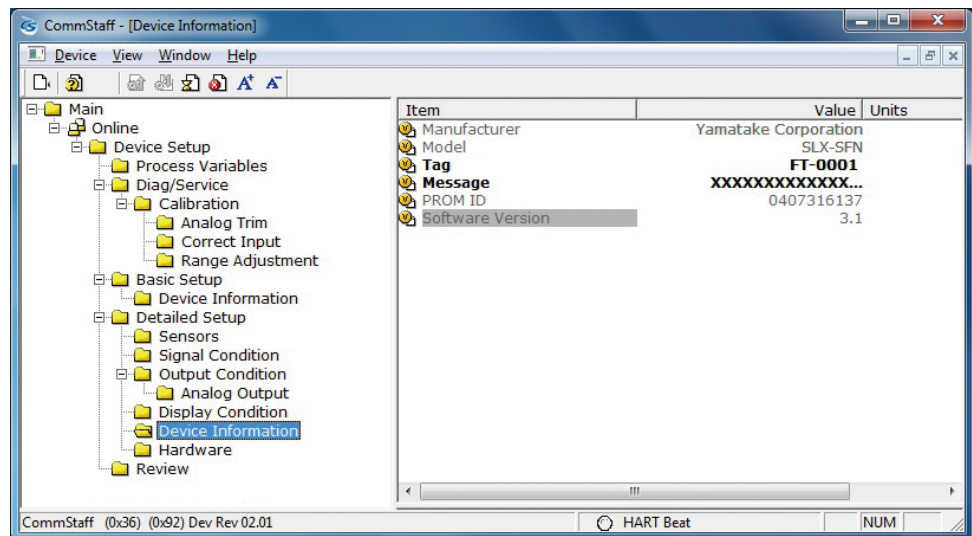 CommStaff - [Device Information]
Device View Window Help
Main
Online
Device Setup
Process Variables
Diag/Service
Calibration
Analog Trim
Correct Input
Range Adjustment
Basic Setup
Device Information
Detailed Setup
Sensors
Signal Condition
Output Condition
Analog Output
Display Condition
Device Information
Hardware
Review
Item Value Units
Manufacturer Yamatake Corporation
Model SLX-SFN
Tag FT-0001
Message XXXXXXXXXXXXX...
PROM ID 0407316137
Software Version 3.1
CommStaff (0x36) (0x92) Dev Rev 02.01 HART Beat NUM